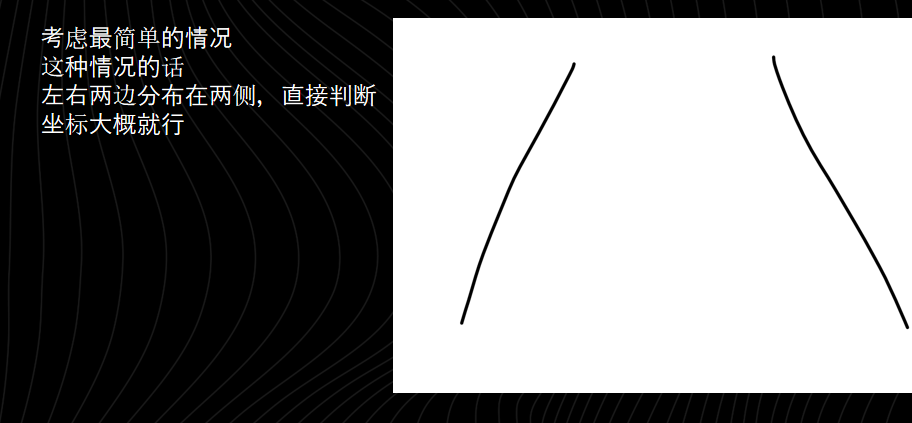 考虑最简单的情况
这种情况的话
左右两边分布在两侧，直接判断
坐标大概就行